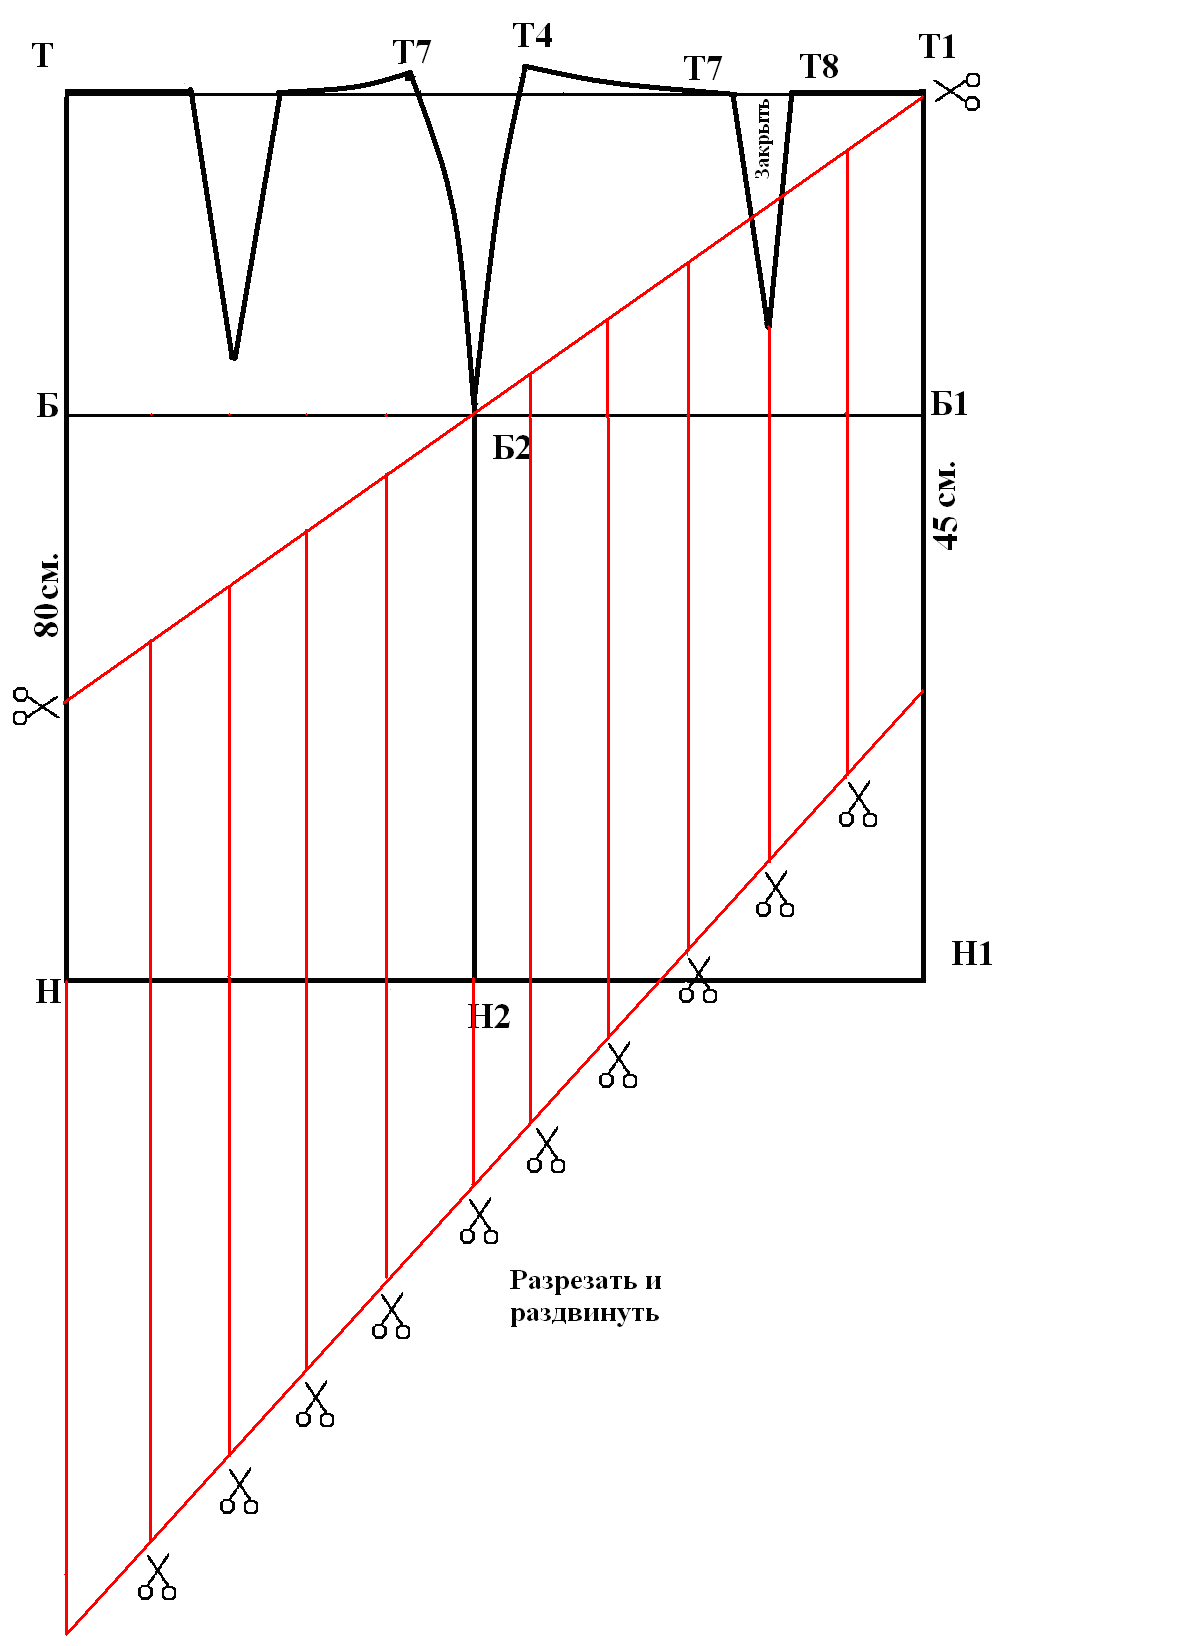 Т
Т7
Т4
Т7
Т8
Т1
Закрыть
Б
Б2
Б1
80 см.
45 см.
Н
Н2
Н1
Разрезать и
раздвинуть